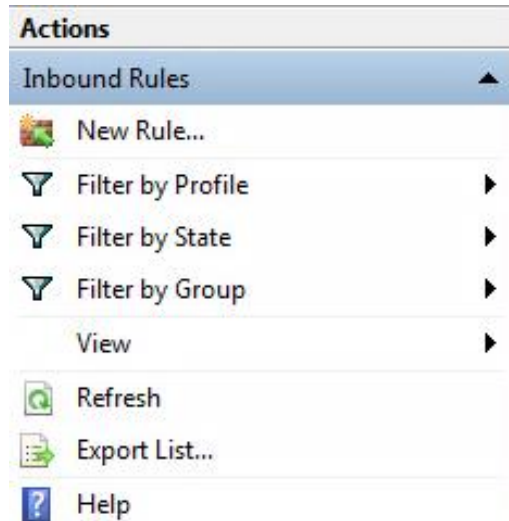 Actions
Inbound Rules
New Rule...
Filter by Profile
Filter by State
Filter by Group
View
Refresh
Export List...
Help